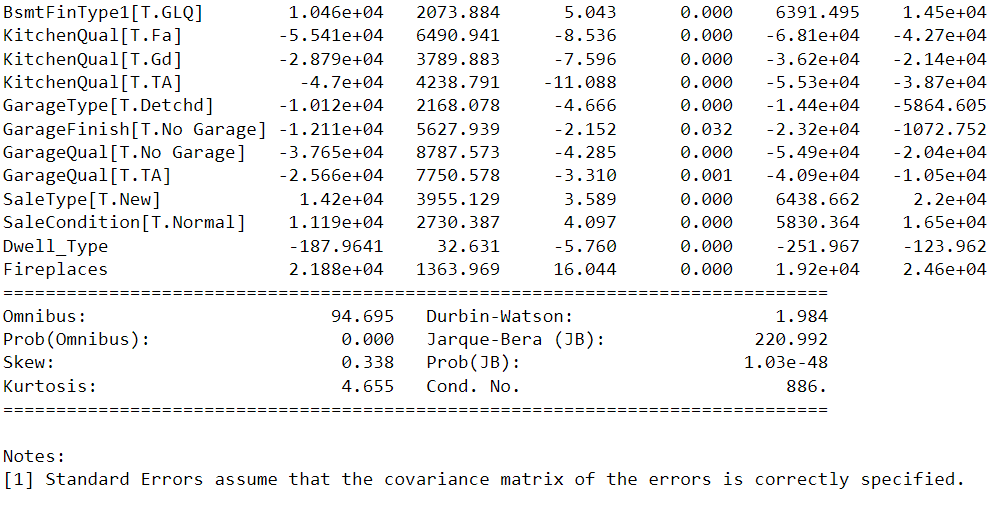 BsmtFinType1[T.GLQ] 1.046e+04 2073.884 5.043 0.000 6391.495 1.45e+04
KitchenQual[T.Fa] -5.541e+04 6490.941 -8.536 0.000 -6.81e+04 -4.27e+04
KitchenQual[T.Gd] -2.879e+04 3789.883 -7.596 0.000 -3.62e+04 -2.14e+04
KitchenQual[T.TA] -4.7e+04 4238.791 -11.088 0.000 -5.53e+04 -3.87e+04
GarageType[T.Detchd] -1.012e+04 2168.078 -4.666 0.000 -1.44e+04 -5864.605
GarageFinish[T.No Garage] -1.211e+04 5627.939 -2.152 0.032 -2.32e+04 -1072.752
GarageQual[T.No Garage] -3.765e+04 8787.573 -4.285 0.000 -5.49e+04 -2.04e+04
GarageQual[T.TA] -2.566e+04 7750.578 -3.310 0.001 -4.09e+04 -1.05e+04
SaleType[T.New] 1.42e+04 3955.129 3.589 0.000 6438.662 2.2e+04
SaleCondition[T.Normal] 1.119e+04 2730.387 4.097 0.000 5830.364 1.65e+04
Dwell_Type -187.9641 32.631 -5.760 0.000 -251.967 -123.962
Fireplaces 2.188e+04 1363.969 16.044 0.000 1.92e+04 2.46e+04
==============================================================================
Omnibus: 94.695 Durbin-Watson: 1.984
Prob(Omnibus): 0.000 Jarque-Bera (JB): 220.992
Skew: 0.338 Prob(JB): 1.03e-48
Kurtosis: 4.655 Cond. No. 886.
==============================================================================
Notes:
[1] Standard Errors assume that the covariance matrix of the errors is correctly specified.